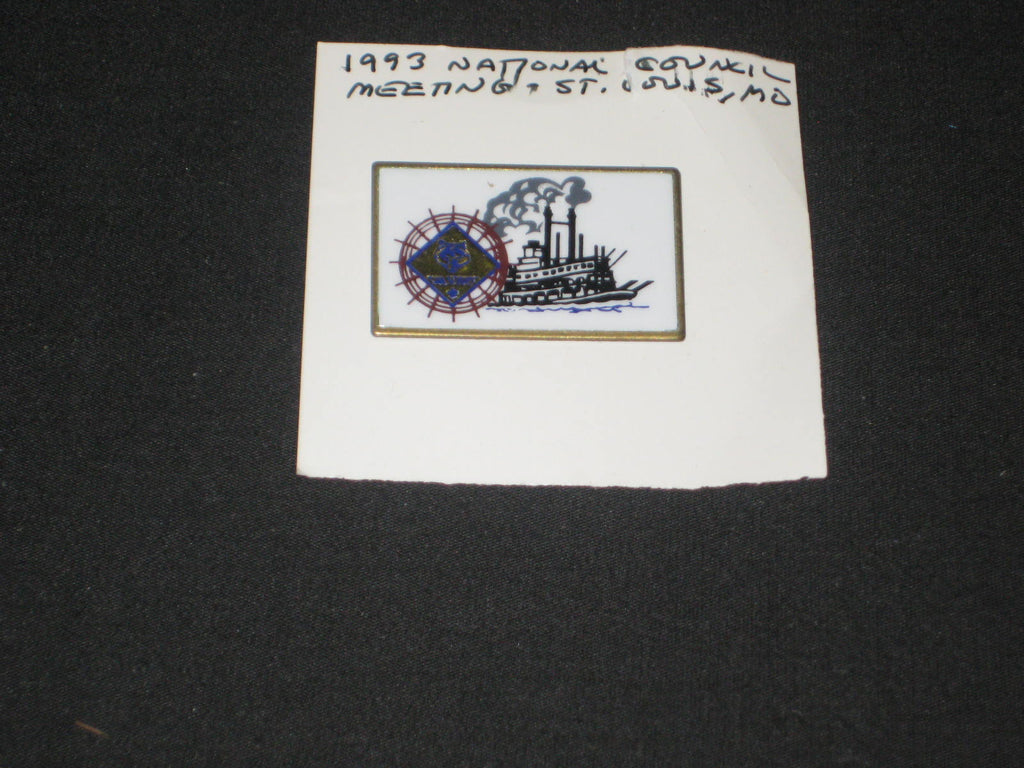 1993 NATIONAL COUNCIL
MEETING - ST. LOUIS, MO